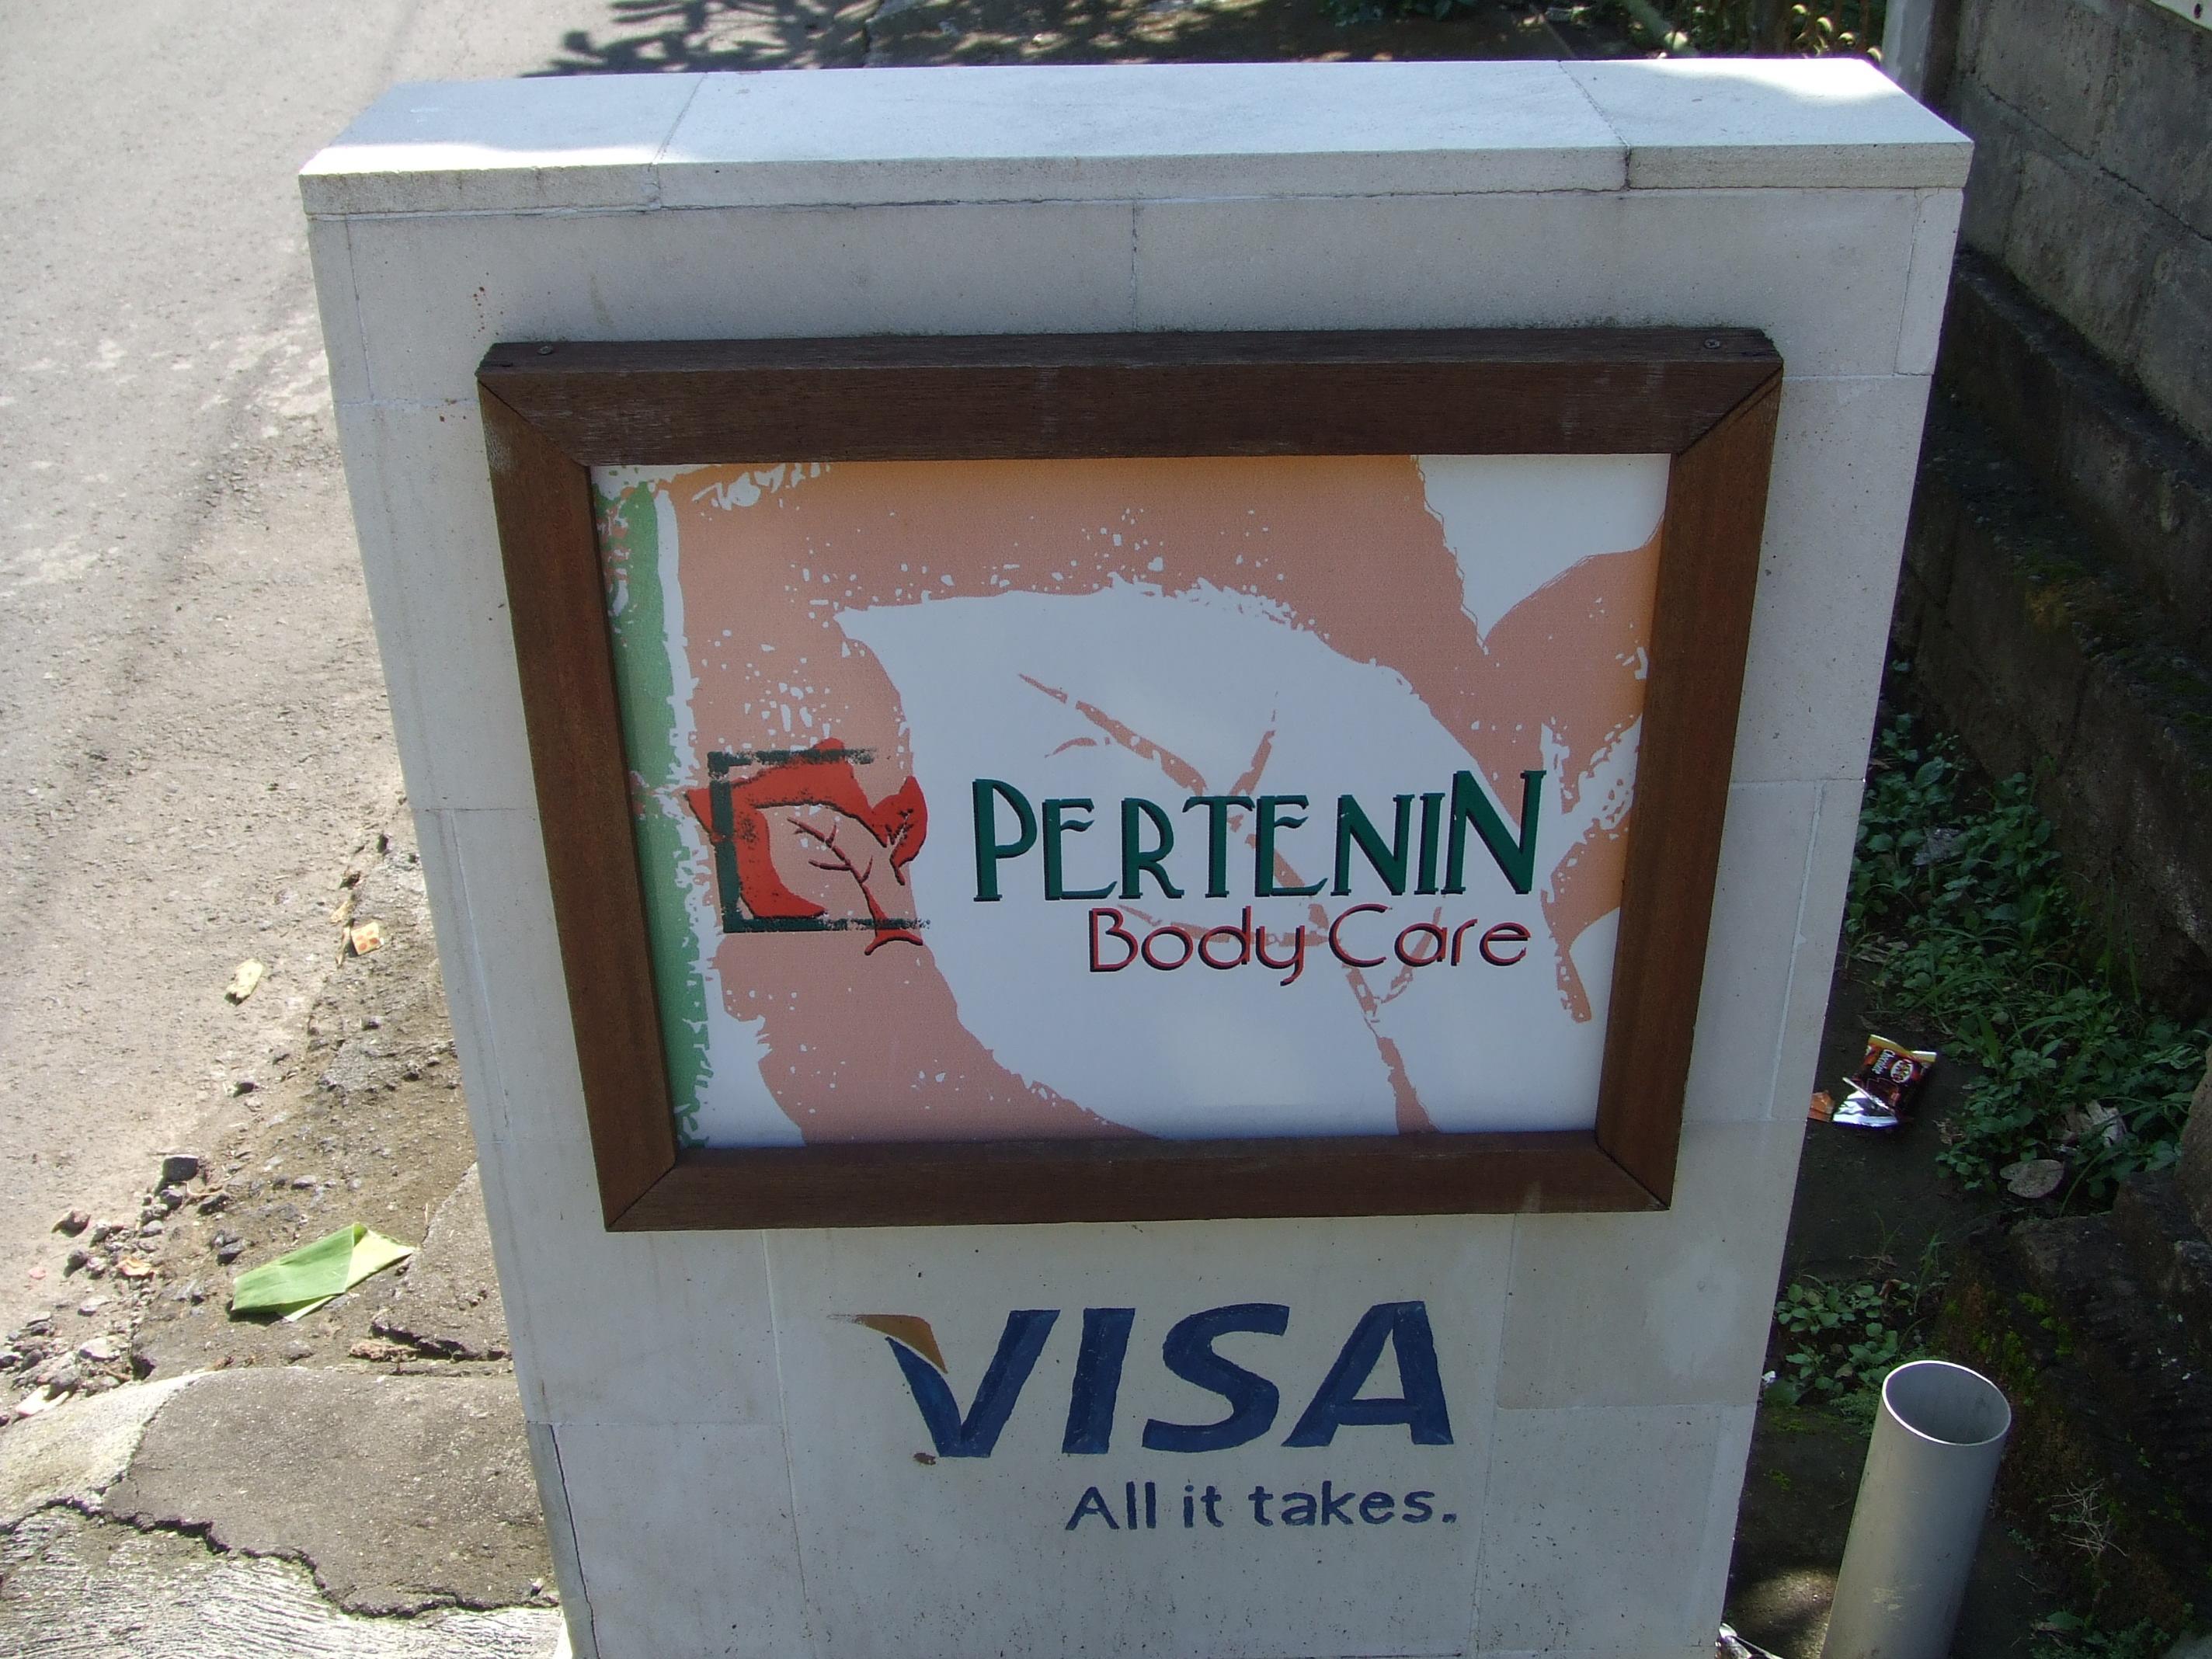 PERTENIN
Body Care
VISA
All it takes.